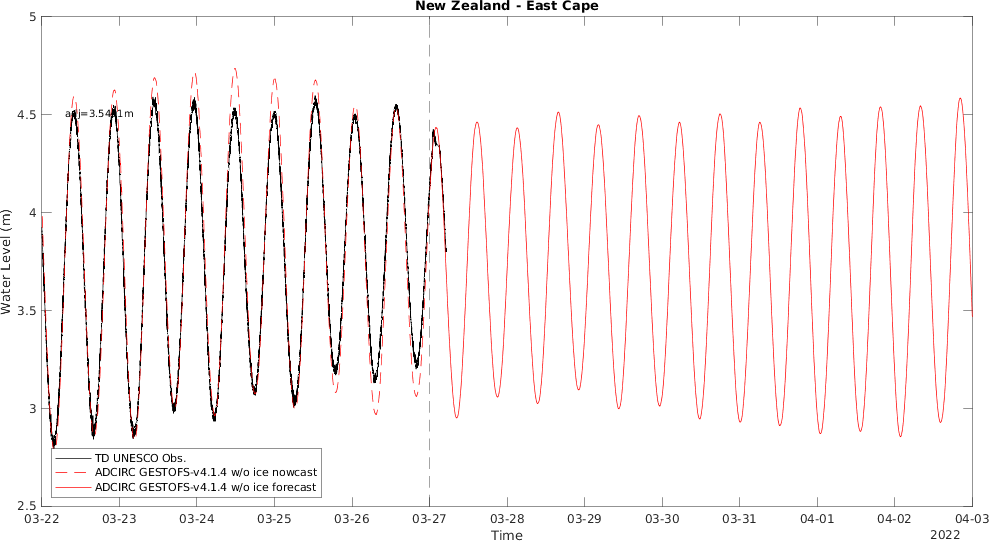 New Zealand - East Cape
5
4.5
4
3.5
3
2.5
Water Level (m)
TD UNESCO Obs.
ADCIRC GESTOFS-v4.1.4 w/o ice nowcast
ADCIRC GESTOFS-v4.1.4 w/o ice forecast
03-22 03-23 03-24 03-25 03-26 03-27 03-28 03-29 03-30 03-31 04-01 04-02 04-03
Time
2022